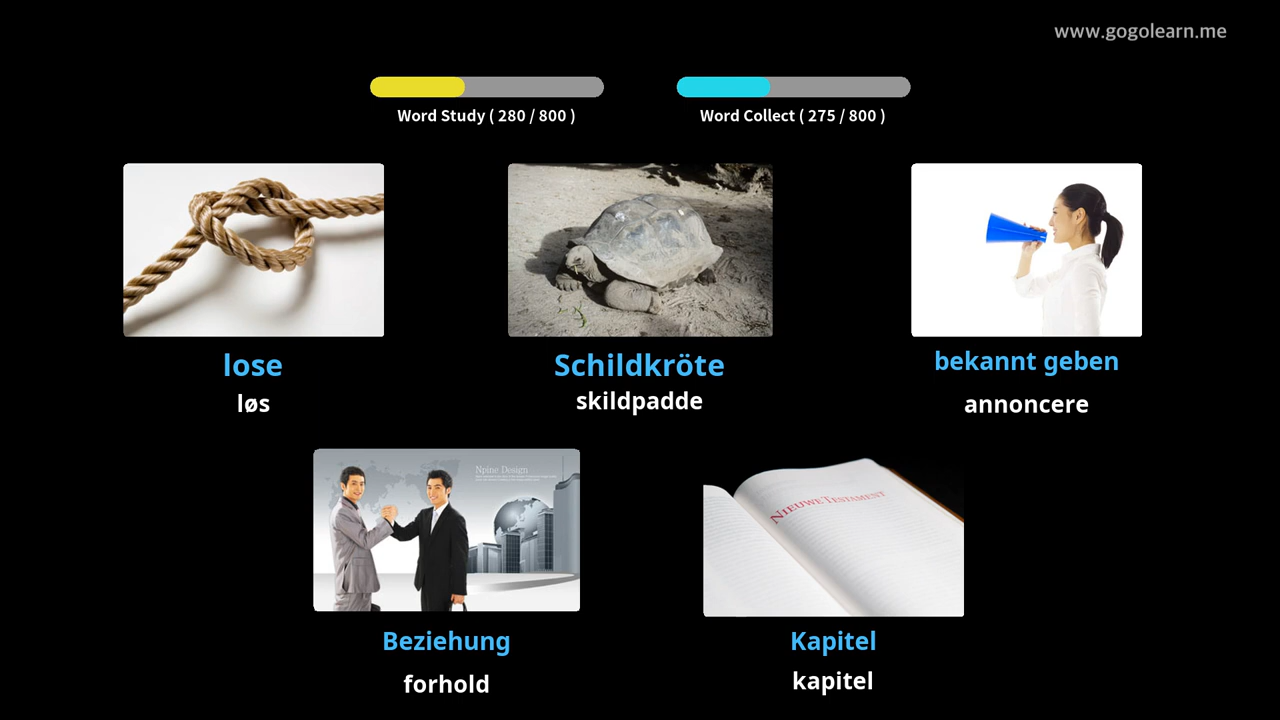 www.gogolearn.me
Word Study ( 280 / 800 )
Word Collect ( 275 / 800 )
lose
løs
Schildkröte
skildpadde
bekannt geben
annoncere
Npine Design
NIEUWE TESTAMENT
Beziehung
forhold
Kapitel
kapitel